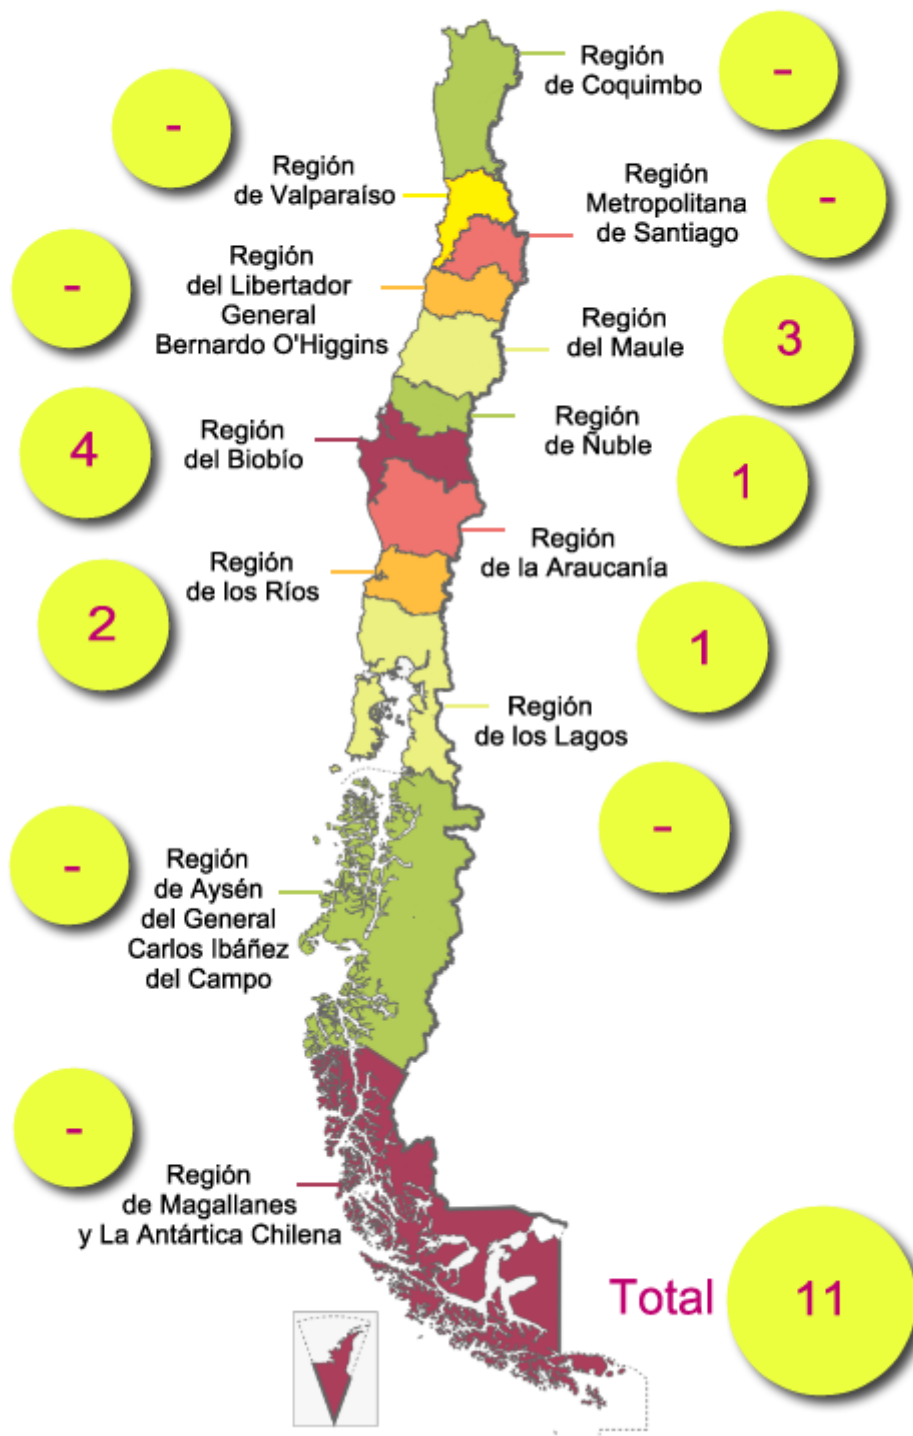 Región
de Coquimbo
-
-
Región
de Valparaíso
Región
Metropolitana
de Santiago
-
Región
del Libertador
General
Bernardo O'Higgins
-
Región
del Maule
3
4
Región
del Biobío
Región
de Ñuble
1
Región
de la Araucanía
1
Región
de los Ríos
2
Región
de los Lagos
-
-
Región
de Aysén
del General
Carlos Ibáñez
del Campo
-
Región
de Magallanes
y La Antártica Chilena
Total 11